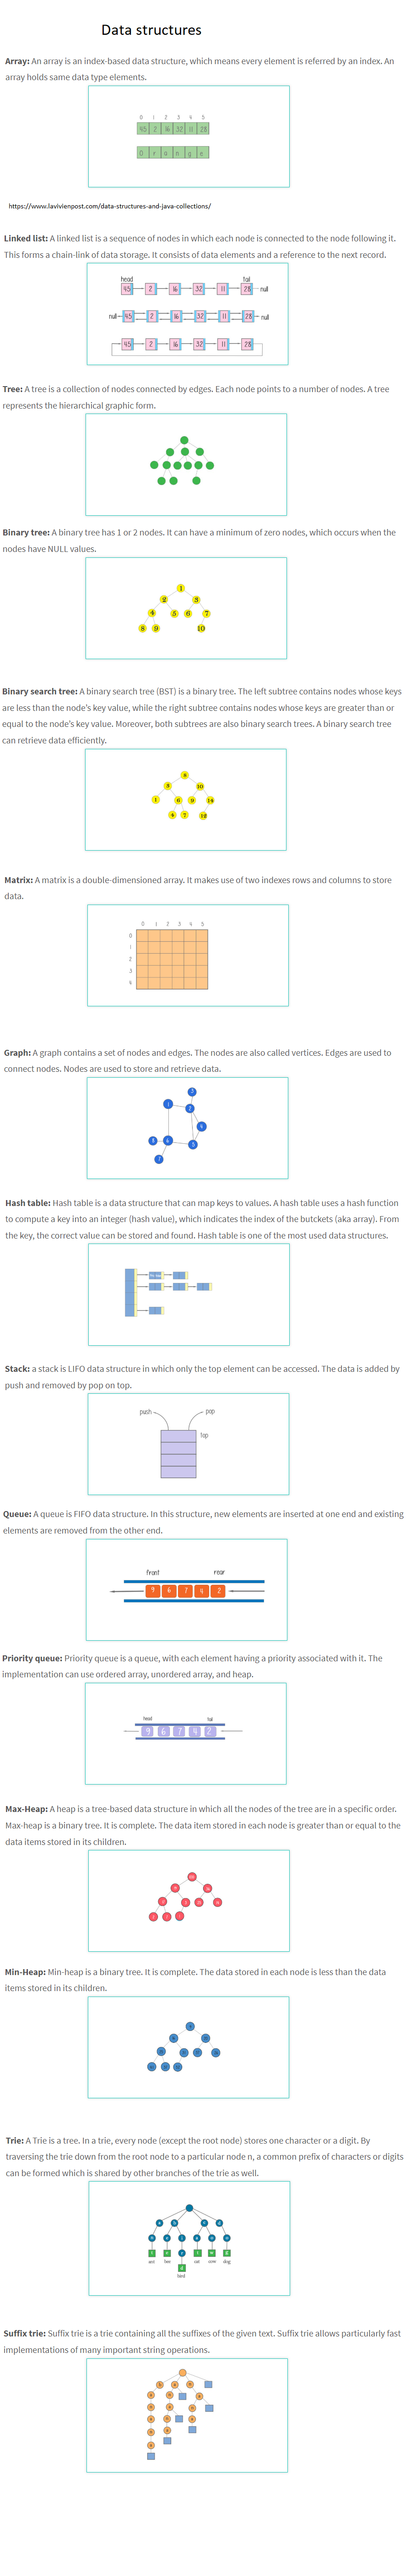 Data structures
Array: An array is an index-based data structure, which means every element is referred by an index. An
array holds same data type elements.
0 1 2 3 4 5
45 2 16 32 11 28
O r a n g e
https://www.lavivienpost.com/data-structures-and-java-collections/
Linked list: A linked list is a sequence of nodes in which each node is connected to the node following it.
This forms a chain-link of data storage. It consists of data elements and a reference to the next record.
head tail
45 2 16 32 11 28 null
null 45 2 16 32 11 28 null
45 2 16 32 11 28
Tree: A tree is a collection of nodes connected by edges. Each node points to a number of nodes. A tree
represents the hierarchical graphic form.
Binary tree: A binary tree has 1 or 2 nodes. It can have a minimum of zero nodes, which occurs when the
nodes have NULL values.
1
2 3
4 5 6 7
8 9 10
Binary search tree: A binary search tree (BST) is a binary tree. The left subtree contains nodes whose keys
are less than the node's key value, while the right subtree contains nodes whose keys are greater than or
equal to the node's key value. Moreover, both subtrees are also binary search trees. A binary search tree
can retrieve data efficiently.
8
3 10
1 6 9 14
4 7 12
Matrix: A matrix is a double-dimensioned array. It makes use of two indexes rows and columns to store
data.
0 1 2 3 4 5
0
1
2
3
4
Graph: A graph contains a set of nodes and edges. The nodes are also called vertices. Edges are used to
connect nodes. Nodes are used to store and retrieve data.
Hash table: Hash table is a data structure that can map keys to values. A hash table uses a hash function
to compute a key into an integer (hash value), which indicates the index of the butckets (aka array). From
the key, the correct value can be stored and found. Hash table is one of the most used data structures.
Stack: a stack is LIFO data structure in which only the top element can be accessed. The data is added by
push and removed by pop on top.
push pop
top
Queue: A queue is FIFO data structure. In this structure, new elements are inserted at one end and existing
elements are removed from the other end.
front rear
9 6 7 4 2
Priority queue: Priority queue is a queue, with each element having a priority associated with it. The
implementation can use ordered array, unordered array, and heap.
head tail
9 6 7 4 2
Max-Heap: A heap is a tree-based data structure in which all the nodes of the tree are in a specific order.
Max-heap is a binary tree. It is complete. The data item stored in each node is greater than or equal to the
data items stored in its children.
Min-Heap: Min-heap is a binary tree. It is complete. The data stored in each node is less than the data
items stored in its children.
Trie: A Trie is a tree. In a trie, every node (except the root node) stores one character or a digit. By
traversing the trie down from the root node to a particular node n, a common prefix of characters or digits
can be formed which is shared by other branches of the trie as well.
ant bee cat cow dog
bird
Suffix trie: Suffix trie is a trie containing all the suffixes of the given text. Suffix trie allows particularly fast
implementations of many important string operations.